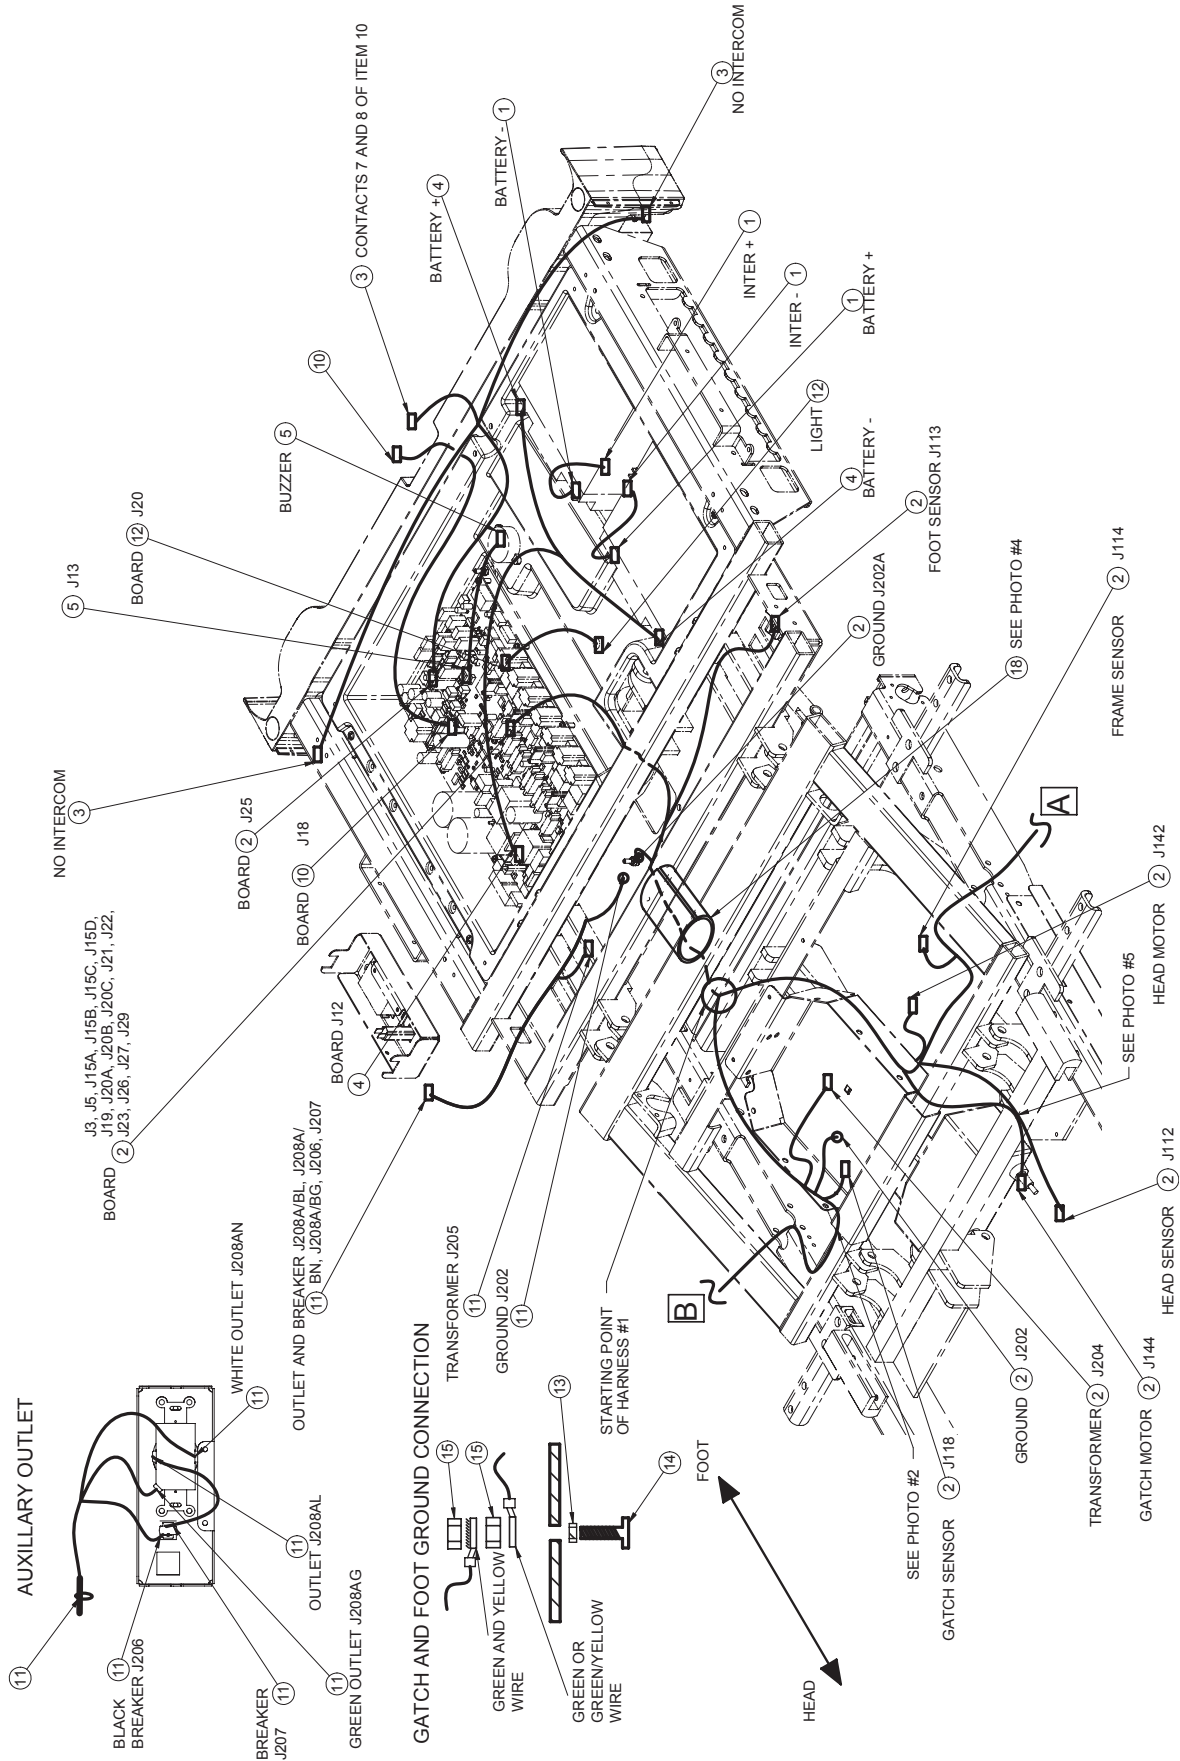 AUXILLARY OUTLET
11
BLACK 11
BREAKER J206
BREAKER
J207 11
11
GREEN OUTLET J208AG
11
OUTLET J208AL
WHITE OUTLET J208AN
11
GATCH AND FOOT GROUND CONNECTION
15
15
GREEN AND YELLOW
WIRE
GREEN OR
GREEN/YELLOW
WIRE
13
14
HEAD
FOOT
J3, J5, J15A, J15B, J15C, J15D,
J19, J20A, J20B, J20C, J21, J22,
BOARD 2 J23, J26, J27, J29
OUTLET AND BREAKER J208A/BL, J208A/
11 BN, J208A/BG, J206, J207
TRANSFORMER J205
11
GROUND J202
11
STARTING POINT
OF HARNESS #1
B
SEE PHOTO #2
GATCH SENSOR 2 J118
GROUND 2 J202
TRANSFORMER 2 J204
GATCH MOTOR 2 J144
HEAD SENSOR 2 J112
SEE PHOTO #5
HEAD MOTOR 2 J142
A
FRAME SENSOR 2 J114
18 SEE PHOTO #4
2
GROUND J202A
2
FOOT SENSOR J113
4
BATTERY -
LIGHT 12
1
BATTERY +
INTER - 1
1
INTER +
3
NO INTERCOM
BATTERY - 1
BATTERY + 4
3 CONTACTS 7 AND 8 OF ITEM 10
10
BUZZER 5
BOARD 12 J20
5 J13
NO INTERCOM
3
BOARD 2 J25
BOARD 10 J18
BOARD J12
4